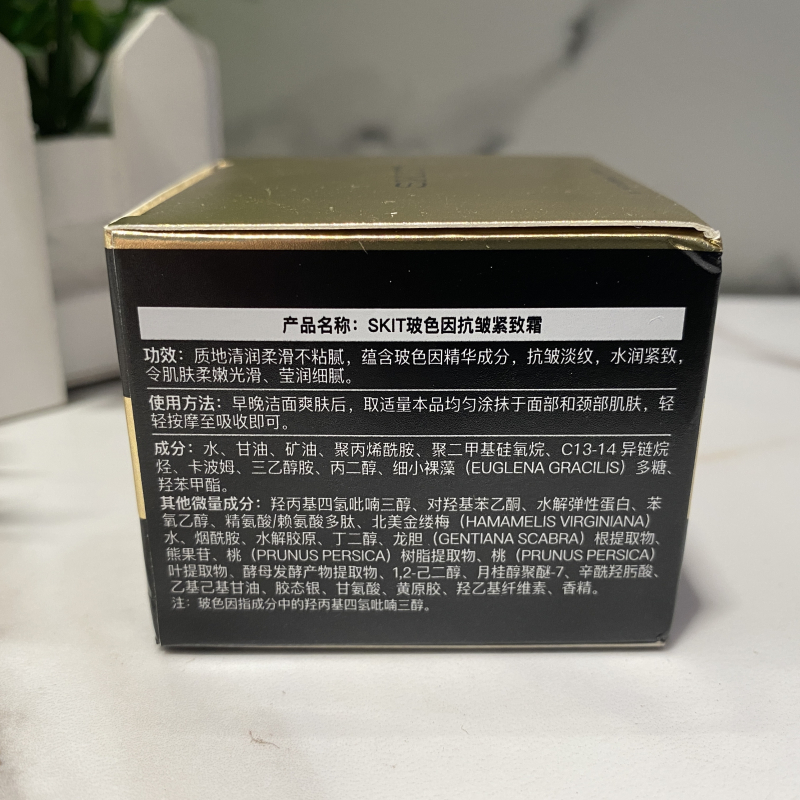 产品名称：SKIT玻色因抗皱紧致霜
功效：质地清润柔滑不粘腻，蕴含玻色因精华成分，抗皱淡纹，水润紧致，
令肌肤柔嫩光滑、莹润细腻。
使用方法：早晚洁面爽肤后，取适量本品均匀涂抹于面部和颈部肌肤，轻
轻按摩至吸收即可。
成分：水、甘油、矿油、聚丙烯酰胺、聚二甲基硅氧烷、C13-14 异链烷
烃、卡波姆、三乙醇胺、丙二醇、细小裸藻（EUGLENA GRACILIS）多糖、
羟苯甲酯。
其他微量成分：羟丙基四氢吡喃三醇、对羟基苯乙酮、水解弹性蛋白、苯
氧乙醇、精氨酸/赖氨酸多肽、北美金缕梅（HAMAMELIS VIRGINIANA）
水、烟酰胺、水解胶原、丁二醇、龙胆（GENTIANA SCABRA）根提取物、
熊果苷、桃（PRUNUS PERSICA）树脂提取物、桃（PRUNUS PERSICA）
叶提取物、酵母发酵产物提取物、1,2-己二醇、月桂醇聚醚-7、辛酰羟肟酸、
乙基己基甘油、胶态银、甘氨酸、黄原胶、羟乙基纤维素、香精。
注：玻色因指成分中的羟丙基四氢吡喃三醇。